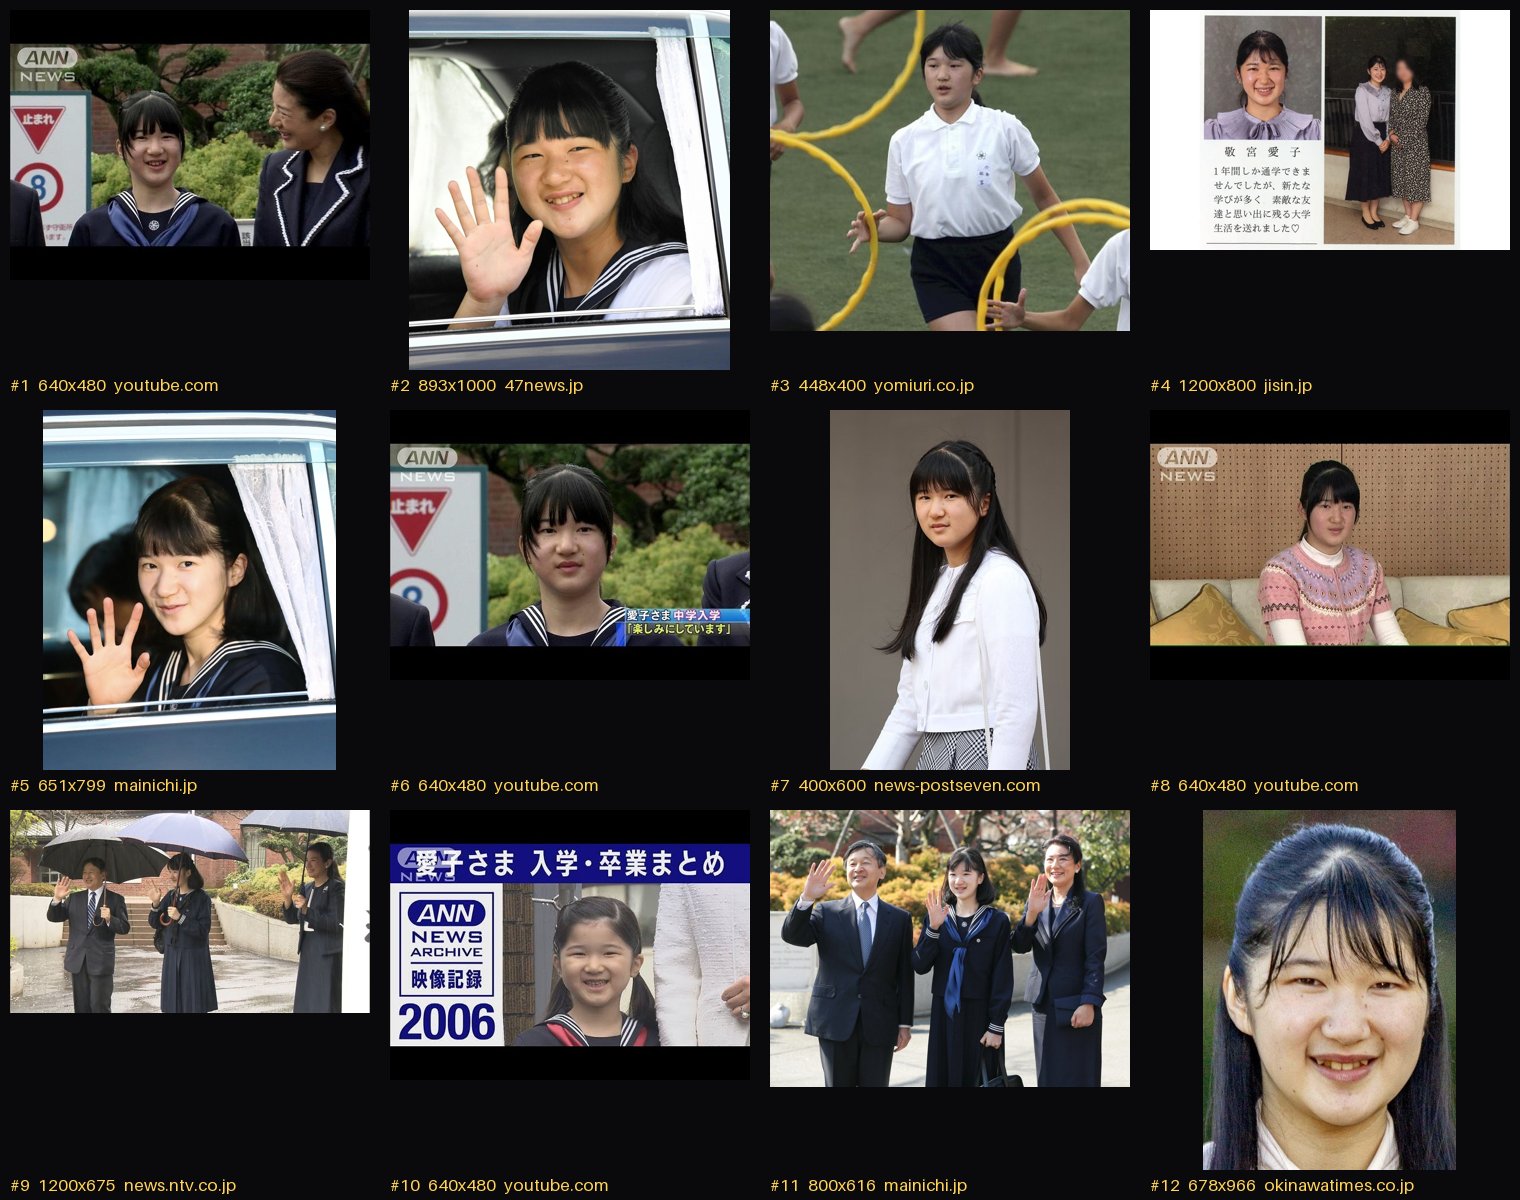 ANN
NEWS
止まれ
8
#1 640x480 youtube.com
#2 893x1000 47news.jp
#3 448x400 yomiuri.co.jp
敬宮愛子
1年間しか通学できま
せんでしたが、新たな
学びが多く 素敵な友
達と思い出に残る大学
生活を送れました♡
#4 1200x800 jisin.jp
#5 651x799 mainichi.jp
ANN
NEWS
止まれ
愛子さま 中学入学
「楽しみにしています」
#6 640x480 youtube.com
#7 400x600 news-postseven.com
ANN
NEWS
#8 640x480 youtube.com
#9 1200x675 news.ntv.co.jp
愛子さま 入学・卒業まとめ
ANN
NEWS
ANN
NEWS
ARCHIVE
映像記録
2006
#10 640x480 youtube.com
#11 800x616 mainichi.jp
#12 678x966 okinawatimes.co.jp